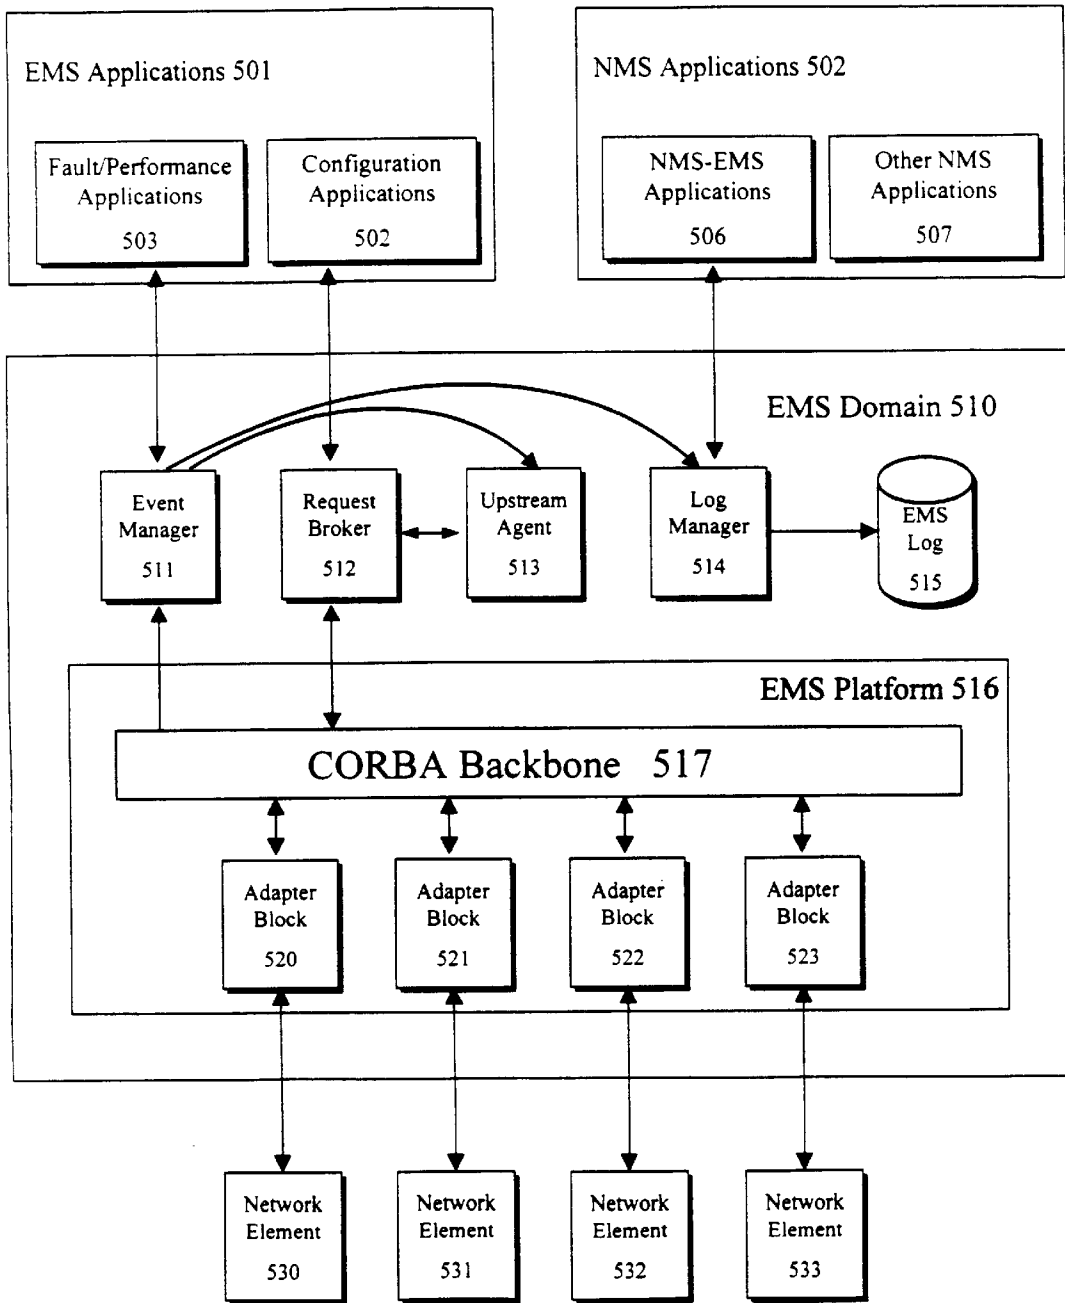 EMS Applications 501
NMS Applications 502
Fault/Performance
Applications
503
Configuration
Applications
502
NMS-EMS
Applications
506
Other NMS
Applications
507
EMS Domain 510
Event
Manager
511
Request
Broker
512
Upstream
Agent
513
Log
Manager
514
EMS
Log
515
EMS Platform 516
CORBA Backbone 517
Adapter
Block
520
Adapter
Block
521
Adapter
Block
522
Adapter
Block
523
Network
Element
530
Network
Element
531
Network
Element
532
Network
Element
533